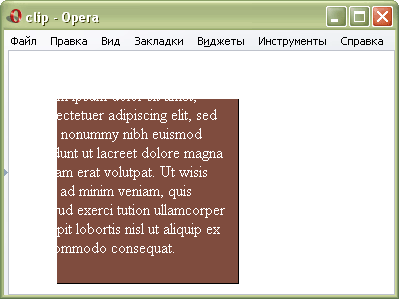 clip - Opera
Файл Правка Вид Закладки Виджеты Инструменты Справка
ipsum dolor sit amet,
ectetuer adipiscing elit, sed
nonummy nibh euismod
dunt ut lacreet dolore magna
am erat volutpat. Ut wisis
ad minim veniam, quis
rud exerci tution ullamcorper
pit lobortis nisl ut aliquip ex
ommodo consequat.